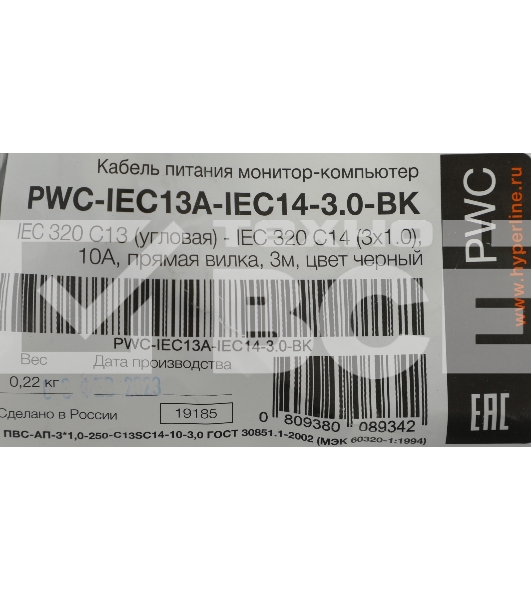 Кабель питания монитор-компьютер
PWC-IEC13A-IEC14-3.0-BK
IEC 320 C13 (угловая) - IEC 320 C14 (3x1.0),
10А, прямая вилка, 3м, цвет черный
PWC-IEC13A-IEC14-3.0-BK
Вес Дата производства
0,22 кг
Сделано в России 19185
0 809380 089342
ПВС-АП-3*1,0-250-C13SC14-10-3,0 ГОСТ 30851.1-2002 (МЭК 60320-1:1994)
PWC
www.hyperline.ru
EAC
ТЕХНО
ВС